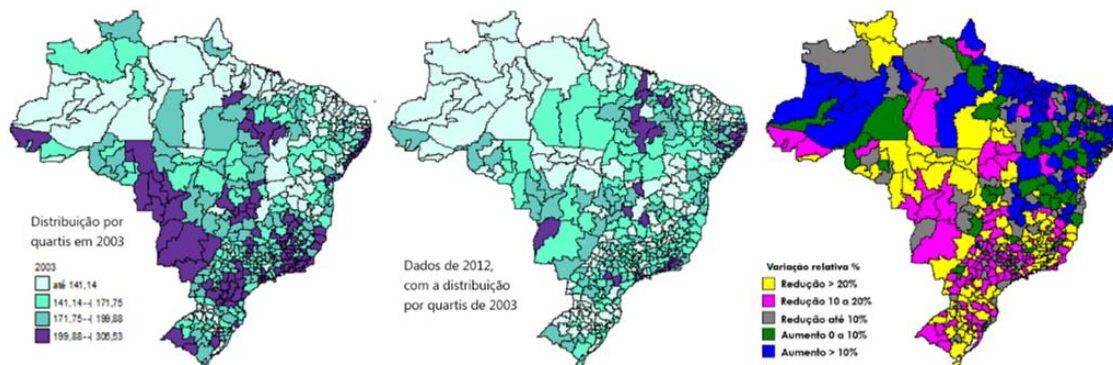 Distribuição por
quartis em 2003
2003
até 141,14
141,14--| 171,75
171,75--| 199,88
199,88--| 306,53
Dados de 2012,
com a distribuição
por quartis de 2003
Variação relativa %
Redução > 20%
Redução 10 a 20%
Redução até 10%
Aumento 0 a 10%
Aumento > 10%